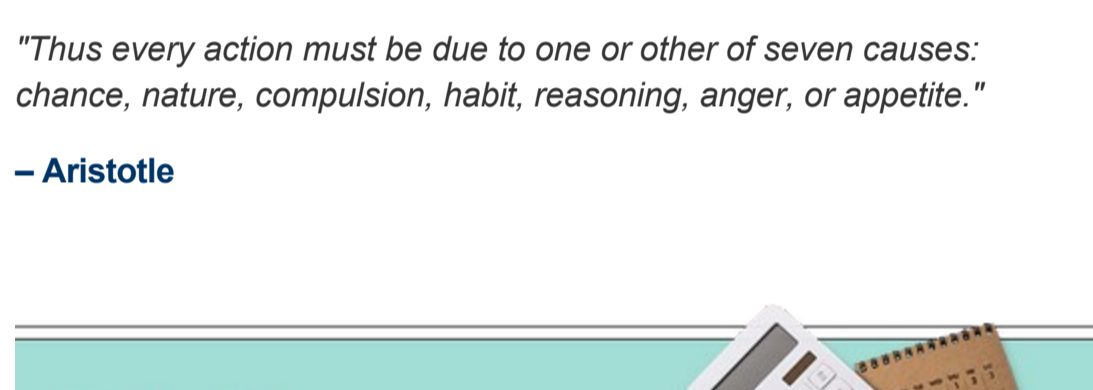 "Thus every action must be due to one or other of seven causes:
chance, nature, compulsion, habit, reasoning, anger, or appetite."
– Aristotle